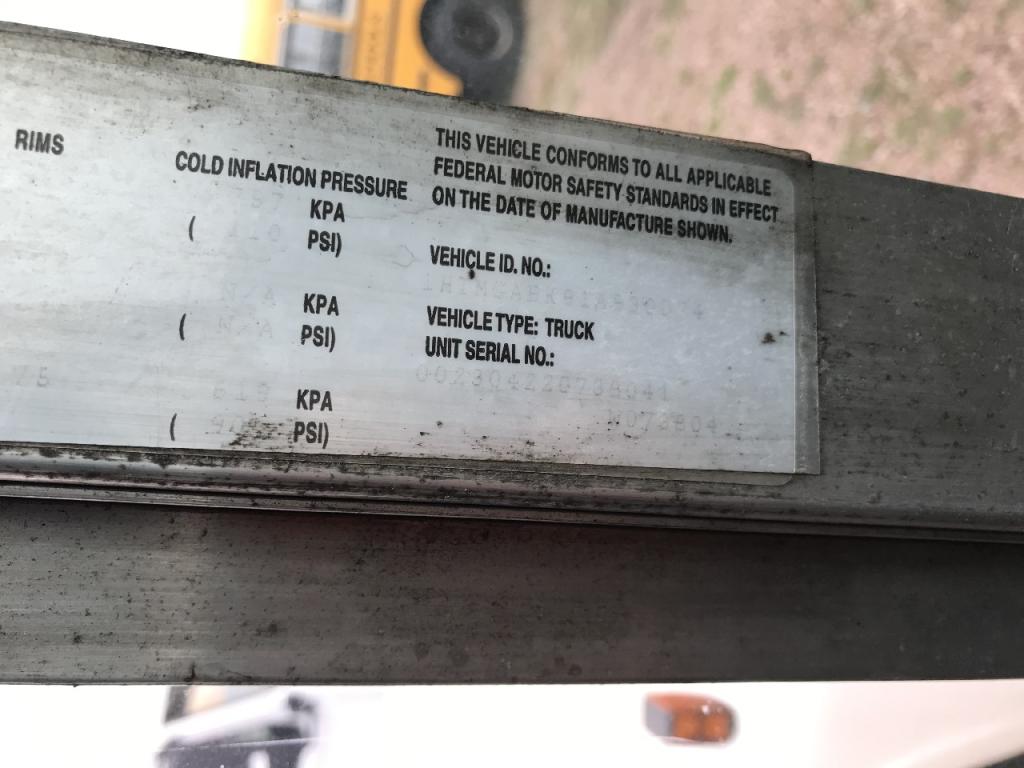 RIMS
COLD INFLATION PRESSURE
KPA
( PSI)
N/A KPA
( N/A PSI)
75
KPA
( PSI)
THIS VEHICLE CONFORMS TO ALL APPLICABLE
FEDERAL MOTOR SAFETY STANDARDS IN EFFECT
ON THE DATE OF MANUFACTURE SHOWN.
VEHICLE ID. NO.:
VEHICLE TYPE: TRUCK
UNIT SERIAL NO.: